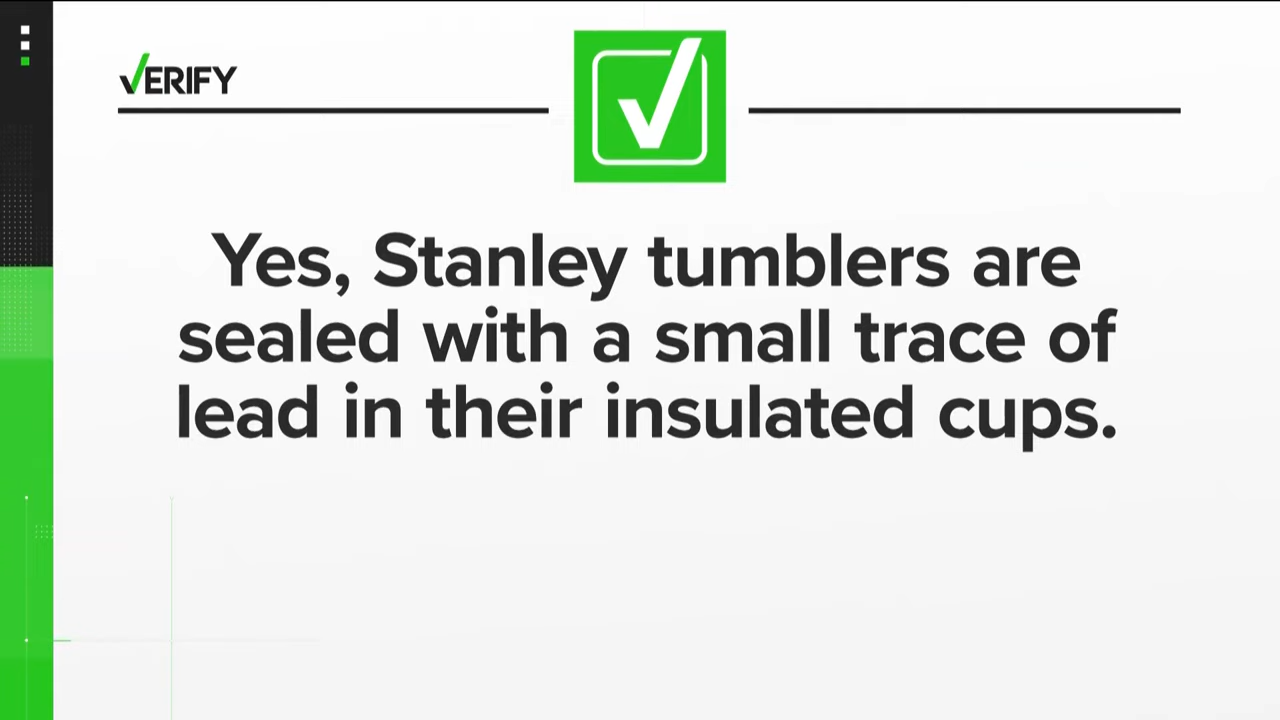 VERIFY
Yes, Stanley tumblers are
sealed with a small trace of
lead in their insulated cups.